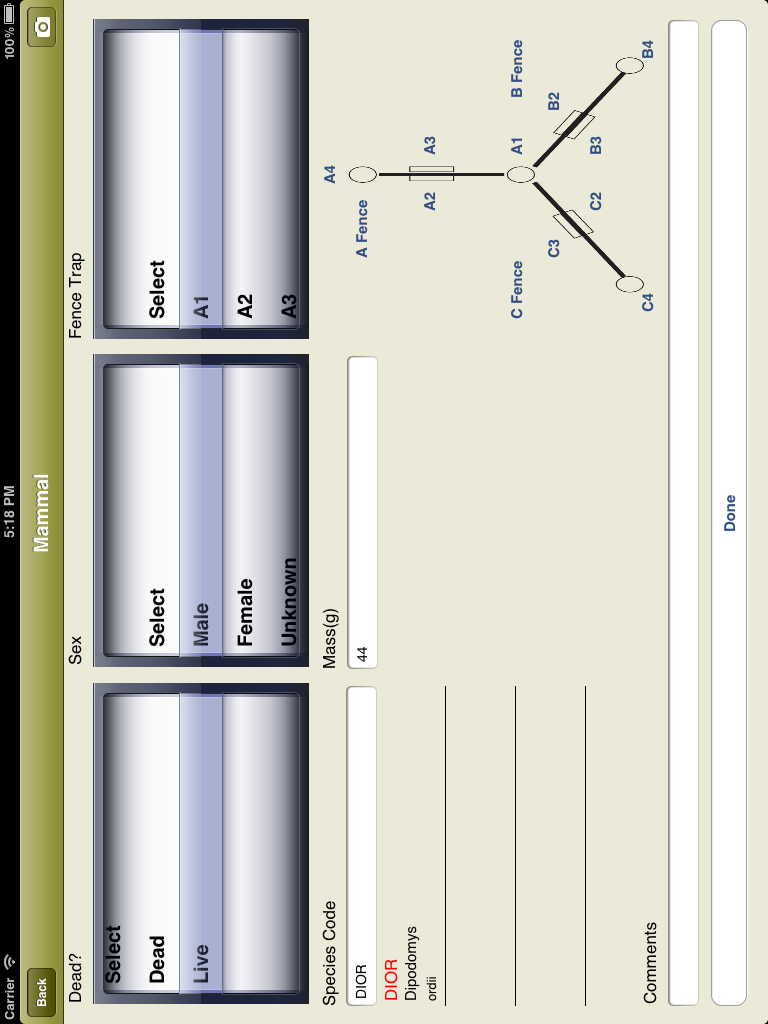 Carrier 5:18 PM 100%
Back Mammal
Dead? Sex Fence Trap
Select
Dead Select Select
Live Male A1
Female A2
Unknown A3
Species Code Mass(g) A4
DIOR 44 A Fence
DIOR
Dipodomys A2 A3
ordii
C Fence A1 B Fence
C3 B2
C2 B3
Comments C4 B4
Done